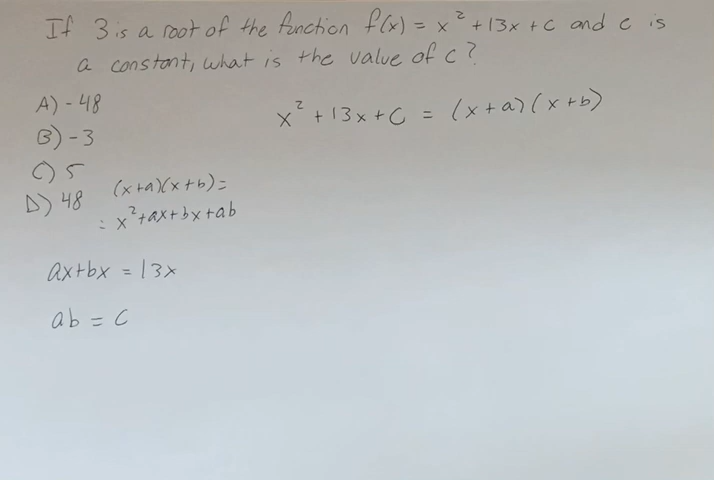 If 3 is a root of the function f(x) = x² + 13x + c and c is
a constant, what is the value of c?
A) -48
x² + 13x + C = (x+a)(x+b)
B) -3
C) 5
D) 48
(x+a)(x+b) =
= x² + ax + bx + ab
ax+bx = 13x
ab = C